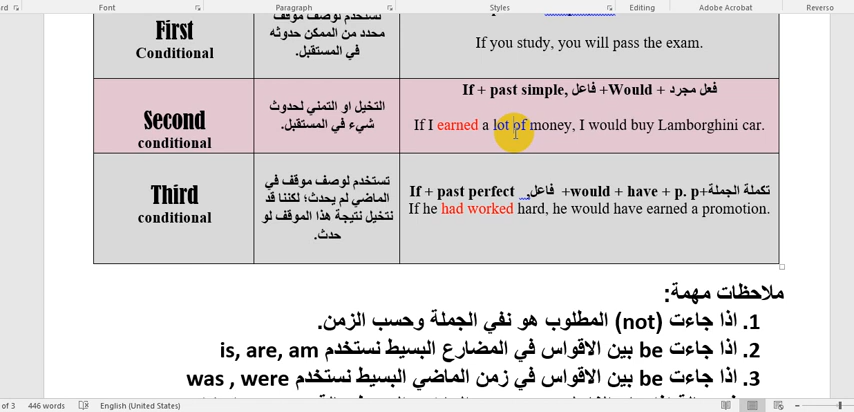 Font
Paragraph
Styles
Editing
Adobe Acrobat
Reverso
First
Conditional
تستخدم لوصف موقف
محدد من الممكن حدوثه
في المستقبل.
If you study, you will pass the exam.
Second
conditional
التخيل او التمني لحدوث
شيء في المستقبل.
If + past simple, فاعل +Would + فعل مجرد
If I earned a lot of money, I would buy Lamborghini car.
Third
conditional
تستخدم لوصف موقف في
الماضي لم يحدث؛ لكننا قد
نتخيل نتيجة هذا الموقف لو
حدث.
If + past perfect ,فاعل +would + have + p. p+تكملة الجملة
If he had worked hard, he would have earned a promotion.
ملاحظات مهمة:
1. اذا جاءت (not) المطلوب هو نفي الجملة وحسب الزمن.
2. اذا جاءت be بين الاقواس في المضارع البسيط نستخدم is, are, am
3. اذا جاءت be بين الاقواس في زمن الماضي البسيط نستخدم was , were
of 3
446 words
English (United States)